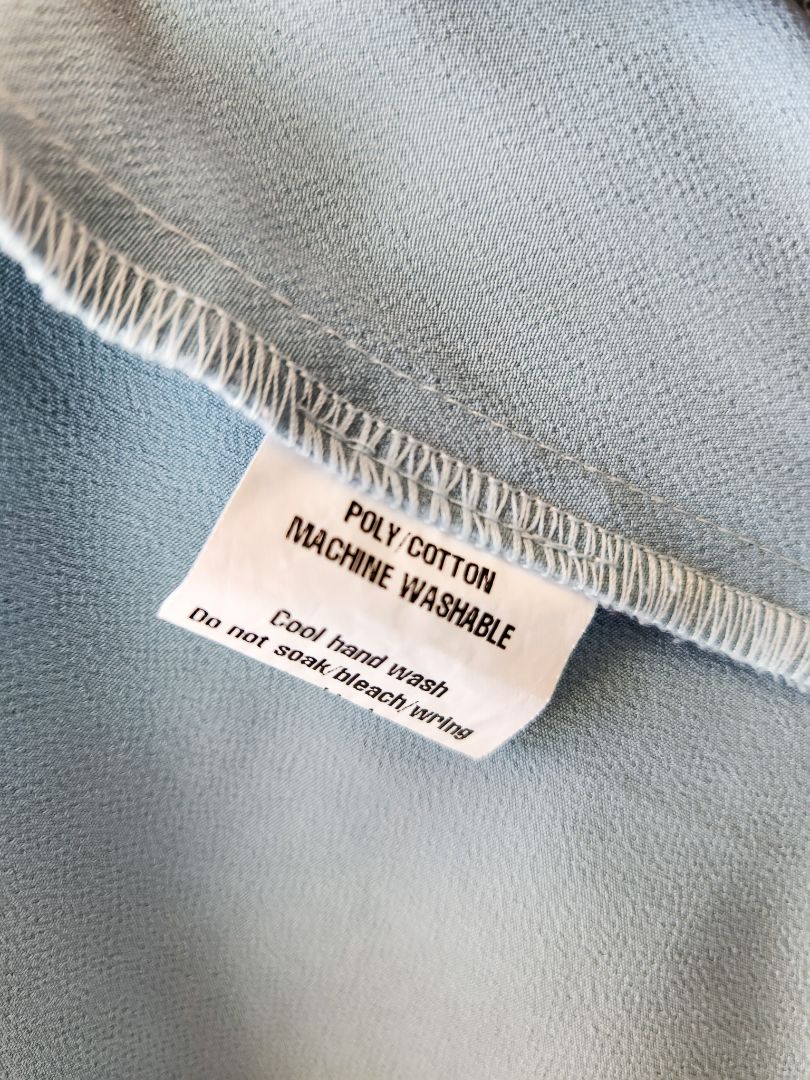 POLY/COTTON
MACHINE WASHABLE
Cool hand wash
Do not soak/bleach/wring